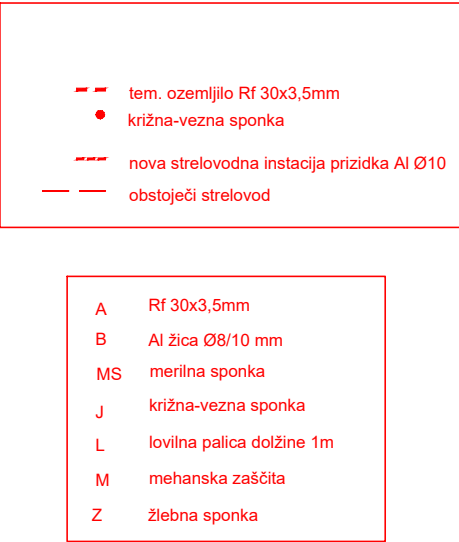 tem. ozemljilo Rf 30x3,5mm
križna-vezna sponka
nova strelovodna instacija prizidka Al Ø10
obstoječi strelovod
A Rf 30x3,5mm
B Al žica Ø8/10 mm
MS merilna sponka
J križna-vezna sponka
L lovilna palica dolžine 1m
M mehanska zaščita
Z žlebna sponka